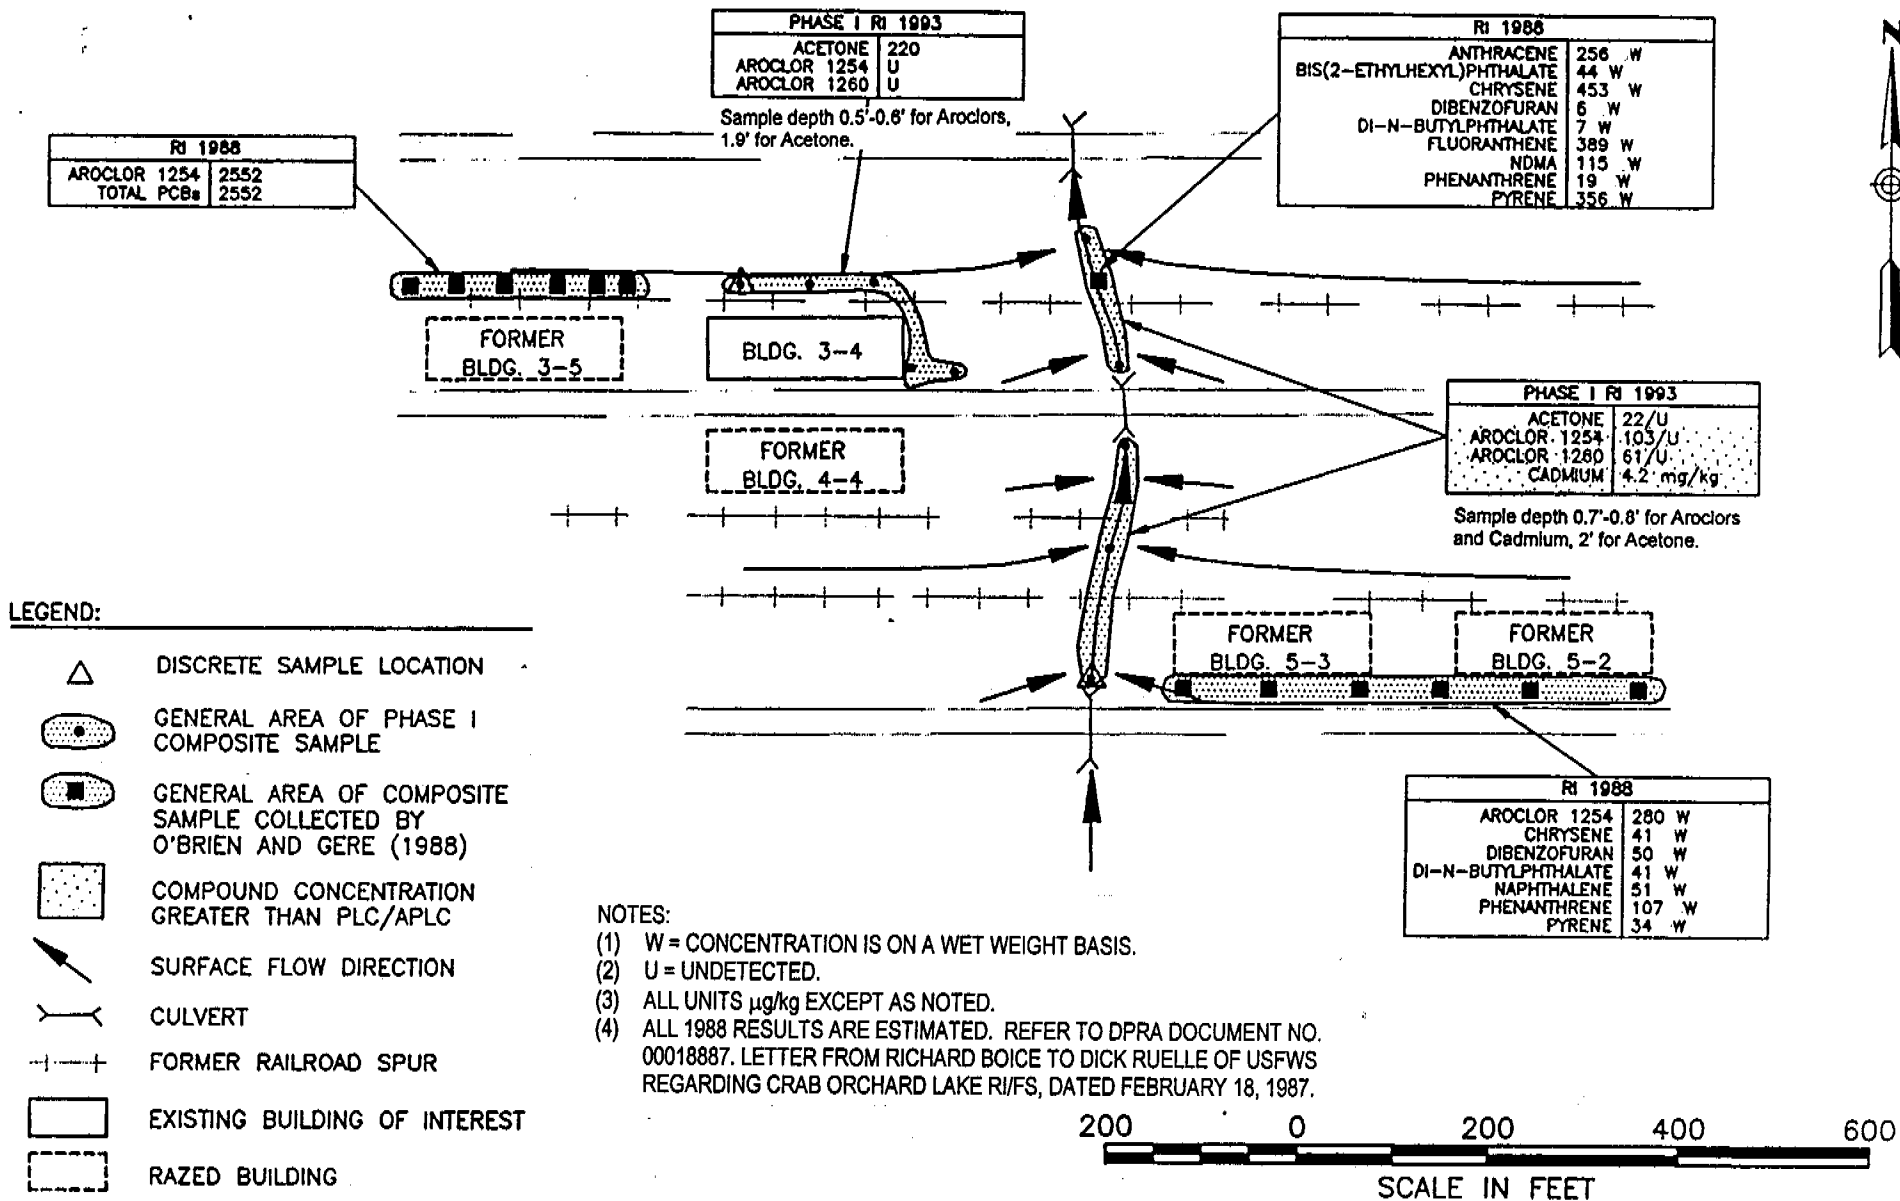 PHASE I RI 1993
ACETONE 220
AROCLOR 1254 U
AROCLOR 1260 U
Sample depth 0.5'-0.6' for Aroclors,
1.9' for Acetone.
RI 1988
ANTHRACENE 256 W
BIS(2-ETHYLHEXYL)PHTHALATE 44 W
CHRYSENE 453 W
DIBENZOFURAN 6 W
DI-N-BUTYLPHTHALATE 7 W
FLUORANTHENE 389 W
NDMA 115 W
PHENANTHRENE 19 W
PYRENE 356 W
N
RI 1988
AROCLOR 1254 2552
TOTAL PCBs 2552
FORMER
BLDG. 3-5
BLDG. 3-4
FORMER
BLDG. 4-4
PHASE I RI 1993
ACETONE 22/U
AROCLOR 1254 103/U
AROCLOR 1260 61/U
CADMIUM 4.2 mg/kg
Sample depth 0.7'-0.8' for Aroclors
and Cadmium, 2' for Acetone.
FORMER
BLDG. 5-3
FORMER
BLDG. 5-2
RI 1988
AROCLOR 1254 280 W
CHRYSENE 41 W
DIBENZOFURAN 50 W
DI-N-BUTYLPHTHALATE 41 W
NAPHTHALENE 51 W
PHENANTHRENE 107 W
PYRENE 34 W
LEGEND:
DISCRETE SAMPLE LOCATION
GENERAL AREA OF PHASE I
COMPOSITE SAMPLE
GENERAL AREA OF COMPOSITE
SAMPLE COLLECTED BY
O'BRIEN AND GERE (1988)
COMPOUND CONCENTRATION
GREATER THAN PLC/APLC
SURFACE FLOW DIRECTION
CULVERT
FORMER RAILROAD SPUR
EXISTING BUILDING OF INTEREST
RAZED BUILDING
NOTES:
(1) W = CONCENTRATION IS ON A WET WEIGHT BASIS.
(2) U = UNDETECTED.
(3) ALL UNITS µg/kg EXCEPT AS NOTED.
(4) ALL 1988 RESULTS ARE ESTIMATED. REFER TO DPRA DOCUMENT NO.
00018887. LETTER FROM RICHARD BOICE TO DICK RUELLE OF USFWS
REGARDING CRAB ORCHARD LAKE RI/FS, DATED FEBRUARY 18, 1987.
200 0 200 400 600
SCALE IN FEET